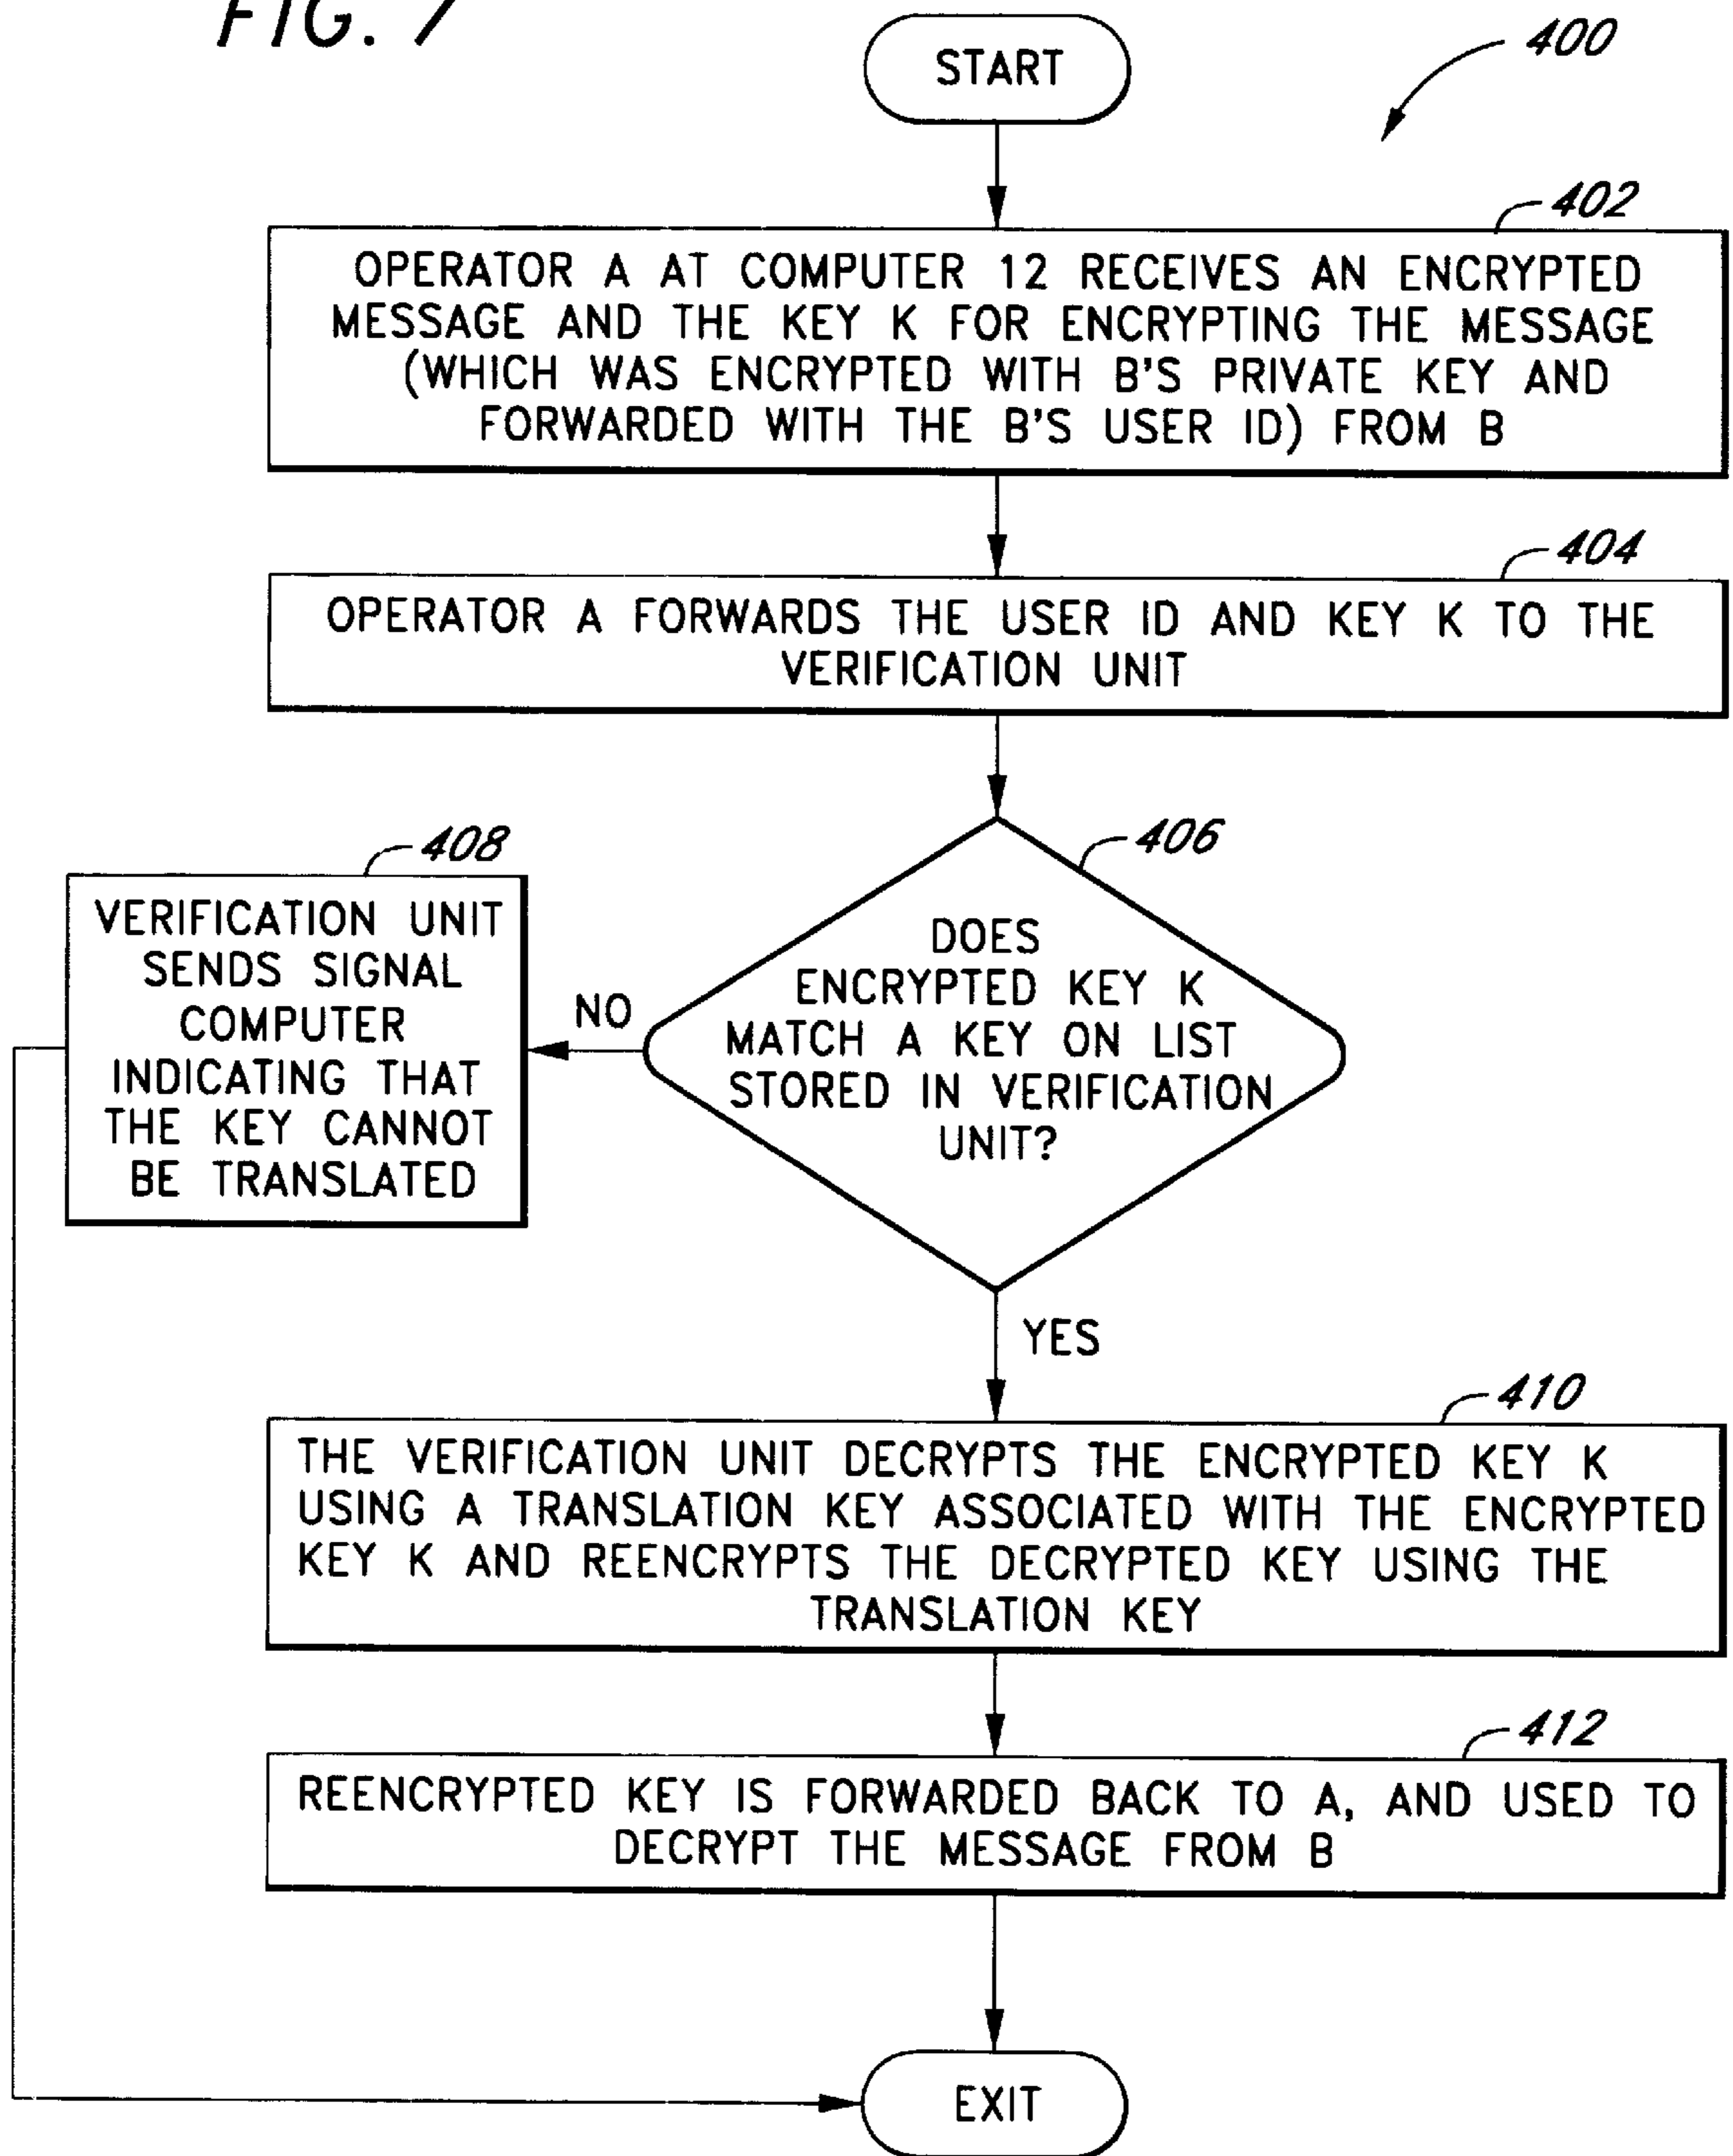 FIG. 7
START
400
402
OPERATOR A AT COMPUTER 12 RECEIVES AN ENCRYPTED
MESSAGE AND THE KEY K FOR ENCRYPTING THE MESSAGE
(WHICH WAS ENCRYPTED WITH B'S PRIVATE KEY AND
FORWARDED WITH THE B'S USER ID) FROM B
404
OPERATOR A FORWARDS THE USER ID AND KEY K TO THE
VERIFICATION UNIT
406
DOES
ENCRYPTED KEY K
MATCH A KEY ON LIST
STORED IN VERIFICATION
UNIT?
NO
408
VERIFICATION UNIT
SENDS SIGNAL
COMPUTER
INDICATING THAT
THE KEY CANNOT
BE TRANSLATED
YES
410
THE VERIFICATION UNIT DECRYPTS THE ENCRYPTED KEY K
USING A TRANSLATION KEY ASSOCIATED WITH THE ENCRYPTED
KEY K AND REENCRYPTS THE DECRYPTED KEY USING THE
TRANSLATION KEY
412
REENCRYPTED KEY IS FORWARDED BACK TO A, AND USED TO
DECRYPT THE MESSAGE FROM B
EXIT